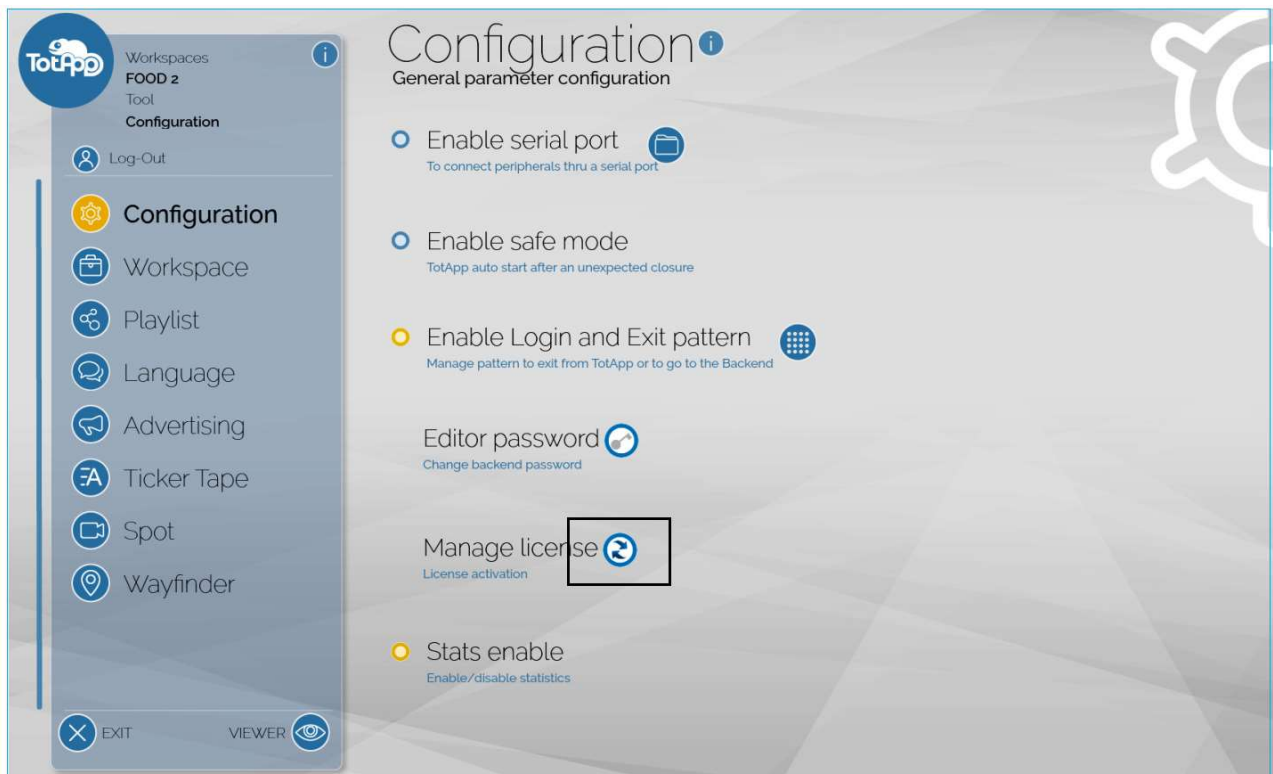 TotApp
Workspaces
FOOD 2
Tool
Configuration
Log-Out
Configuration
Workspace
Playlist
Language
Advertising
Ticker Tape
Spot
Wayfinder
EXIT
VIEWER
Configuration
General parameter configuration
Enable serial port
To connect peripherals thru a serial port
Enable safe mode
TotApp auto start after an unexpected closure
Enable Login and Exit pattern
Manage pattern to exit from TotApp or to go to the Backend
Editor password
Change backend password
Manage license
License activation
Stats enable
Enable/disable statistics